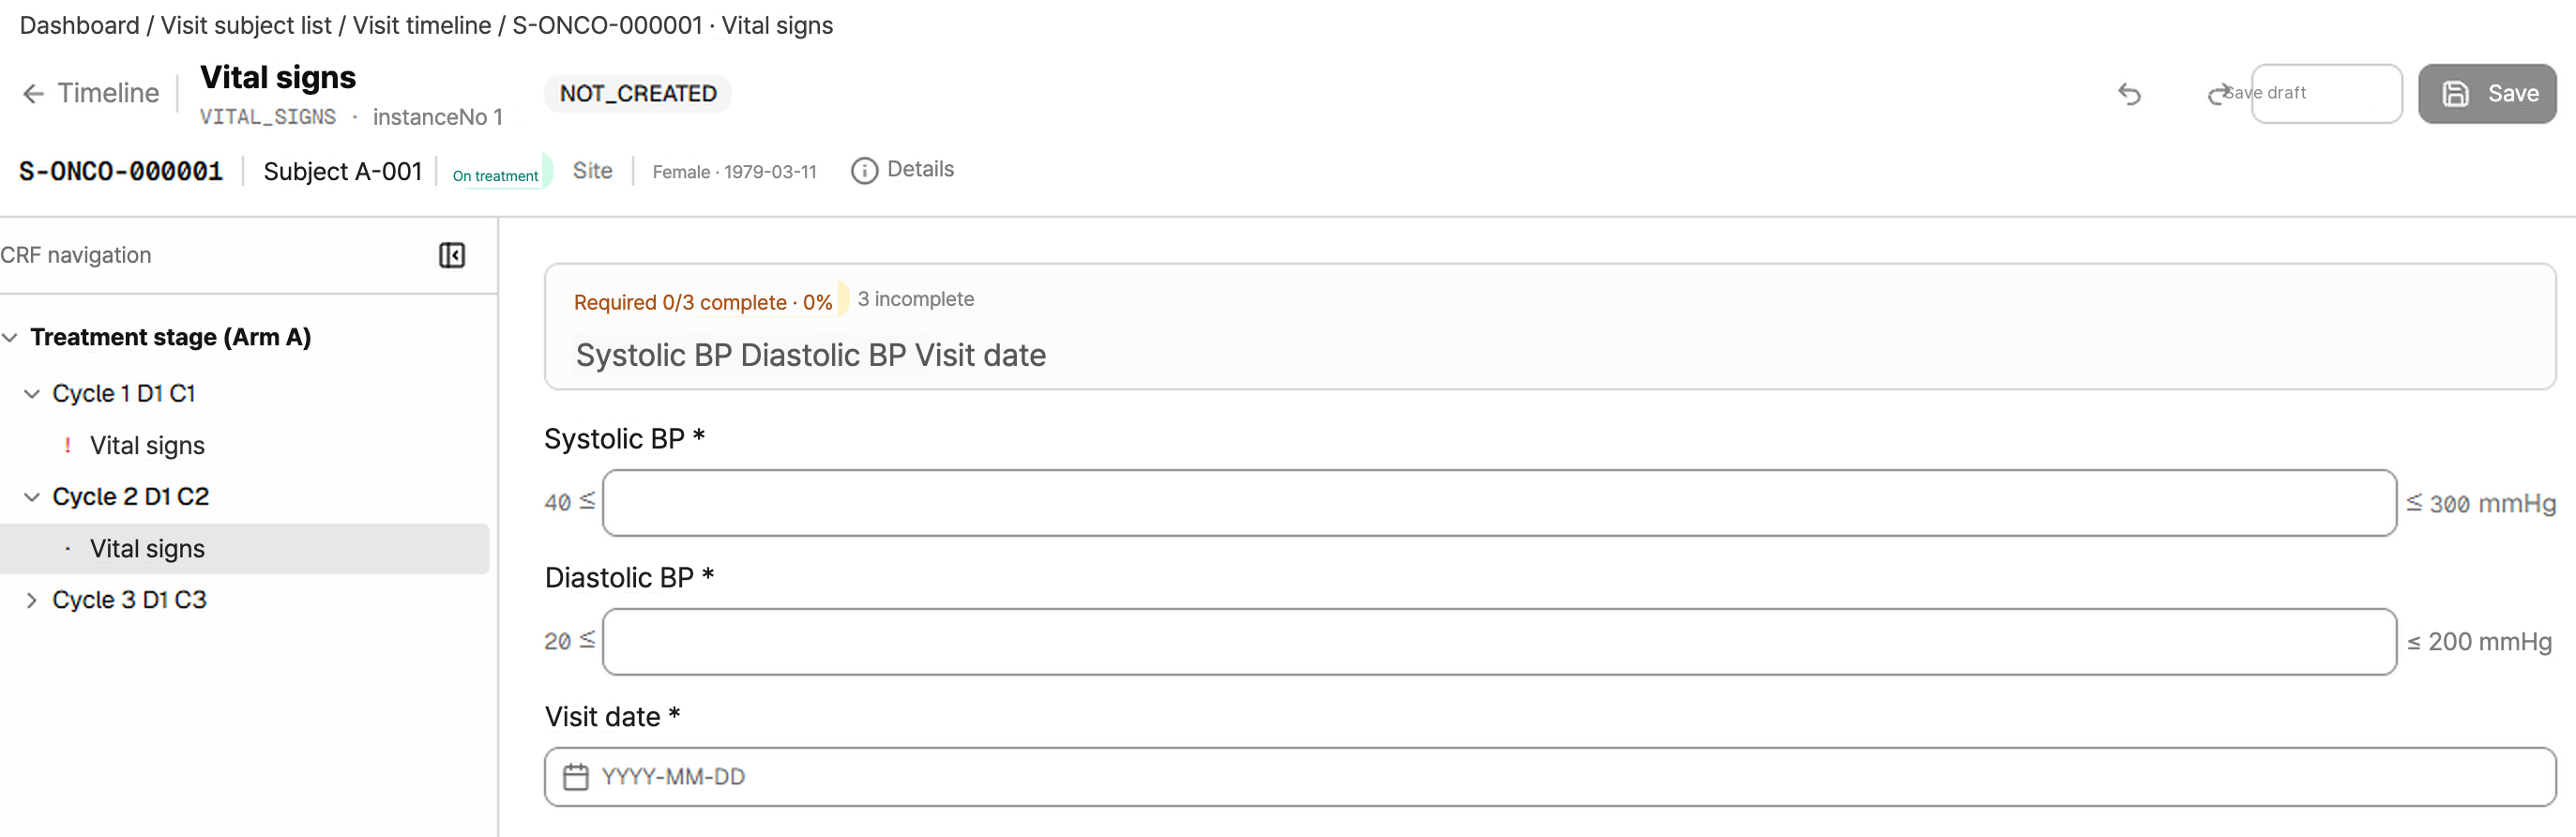 Dashboard / Visit subject list / Visit timeline / S-ONCO-000001 · Vital signs
← Timeline
Vital signs
VITAL_SIGNS · instanceNo 1
NOT_CREATED
Save draft
Save
S-ONCO-000001
Subject A-001
On treatment
Site
Female · 1979-03-11
Details
CRF navigation
Treatment stage (Arm A)
Cycle 1 D1 C1
! Vital signs
Cycle 2 D1 C2
· Vital signs
Cycle 3 D1 C3
Required 0/3 complete · 0% 3 incomplete
Systolic BP Diastolic BP Visit date
Systolic BP *
40 ≤ ≤ 300 mmHg
Diastolic BP *
20 ≤ ≤ 200 mmHg
Visit date *
YYYY-MM-DD